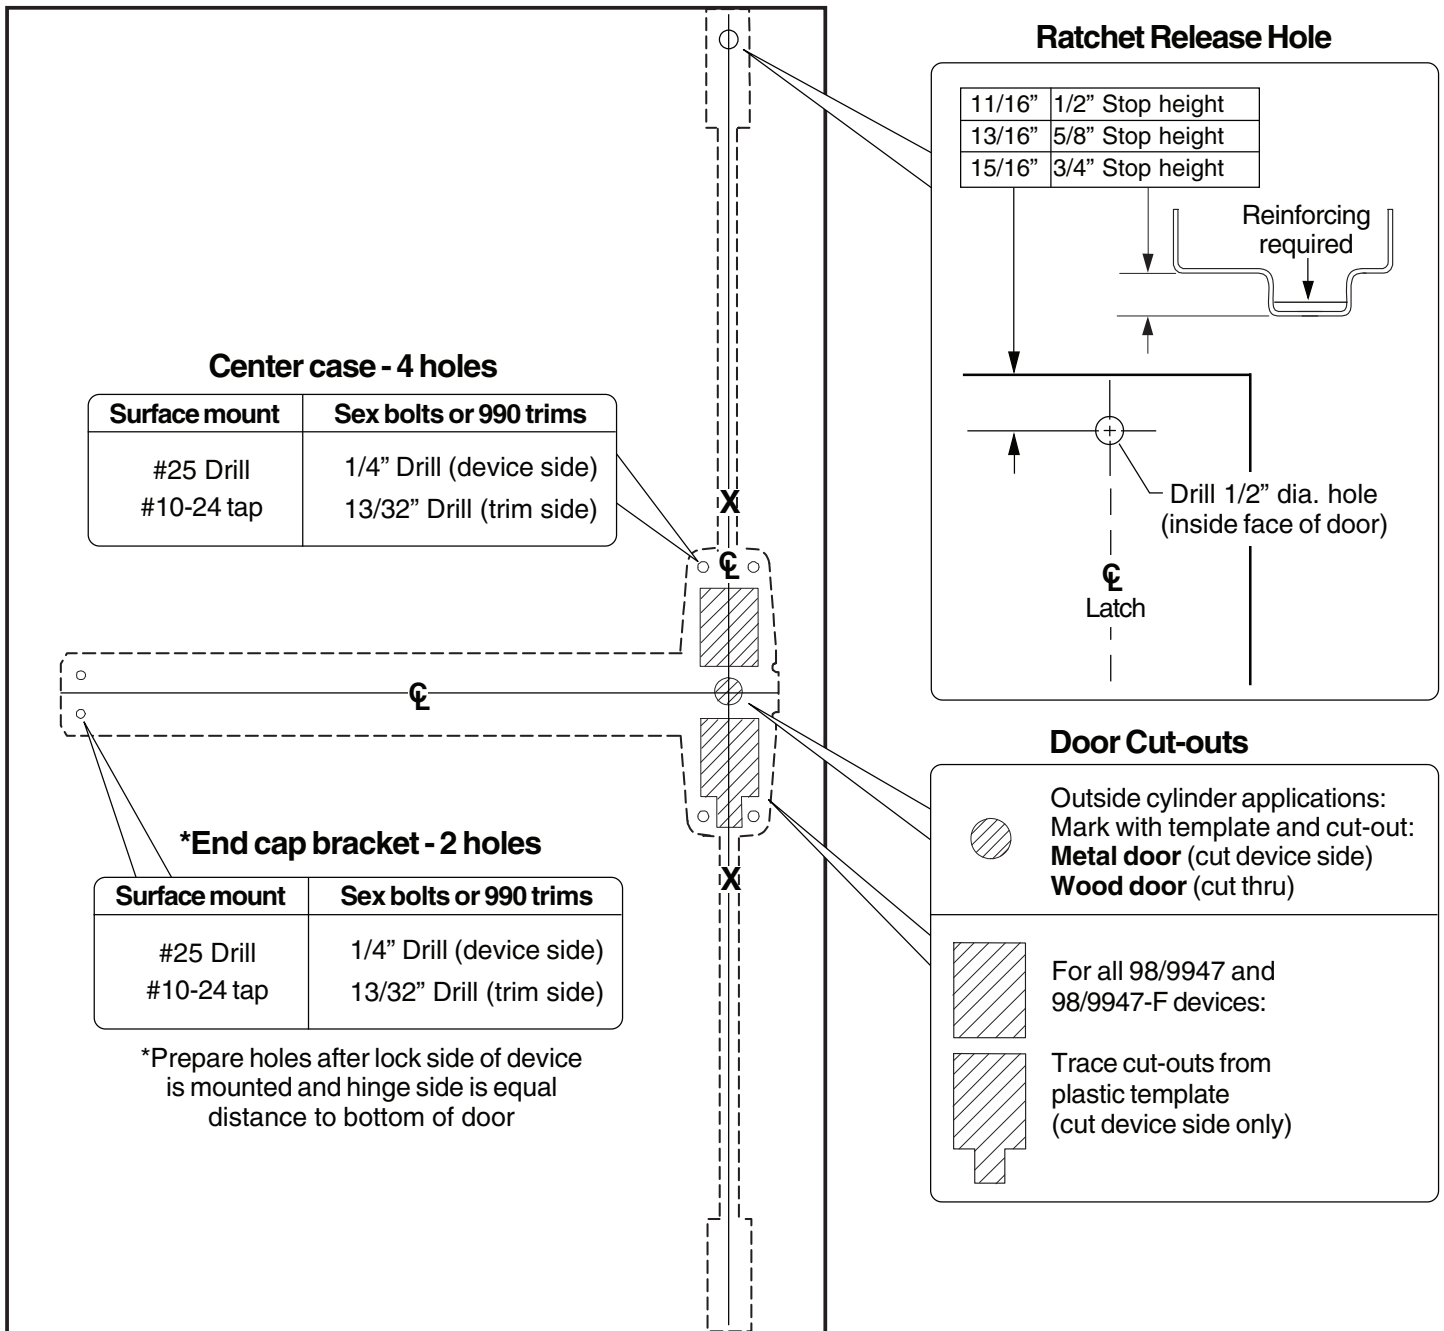 Ratchet Release Hole
11/16” 1/2” Stop height
13/16” 5/8” Stop height
15/16” 3/4” Stop height
Reinforcing
required
Drill 1/2” dia. hole
(inside face of door)
℄
Latch
Center case - 4 holes
Surface mount Sex bolts or 990 trims
#25 Drill 1/4” Drill (device side)
#10-24 tap 13/32” Drill (trim side)
X
℄
℄
X
*End cap bracket - 2 holes
Surface mount Sex bolts or 990 trims
#25 Drill 1/4” Drill (device side)
#10-24 tap 13/32” Drill (trim side)
*Prepare holes after lock side of device
is mounted and hinge side is equal
distance to bottom of door
Door Cut-outs
Outside cylinder applications:
Mark with template and cut-out:
Metal door (cut device side)
Wood door (cut thru)
For all 98/9947 and
98/9947-F devices:
Trace cut-outs from
plastic template
(cut device side only)